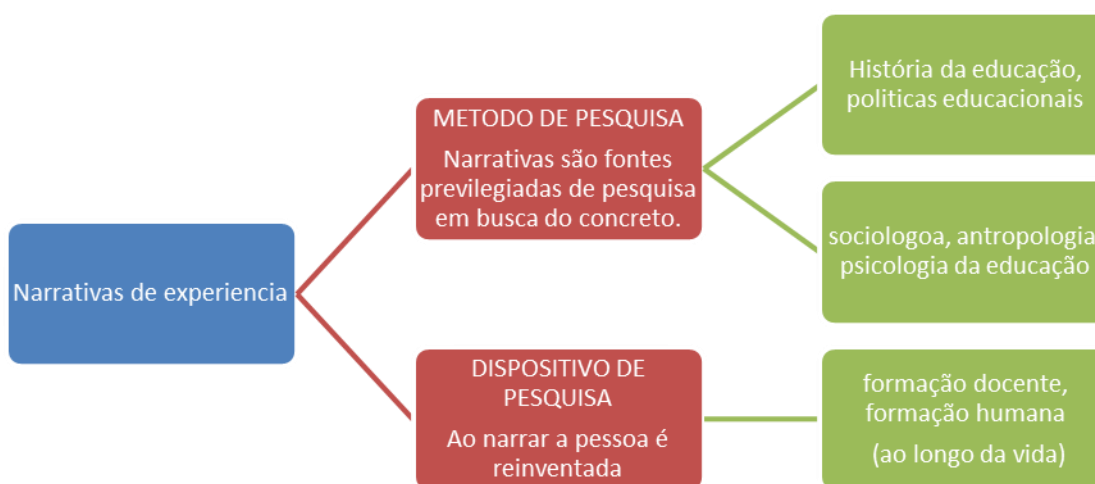 Narrativas de experiencia
METODO DE PESQUISA
Narrativas são fontes
previlegiadas de pesquisa
em busca do concreto.
DISPOSITIVO DE
PESQUISA
Ao narrar a pessoa é
reinventada
História da educação,
politicas educacionais
sociologoa, antropologia
psicologia da educação
formação docente,
formação humana
(ao longo da vida)